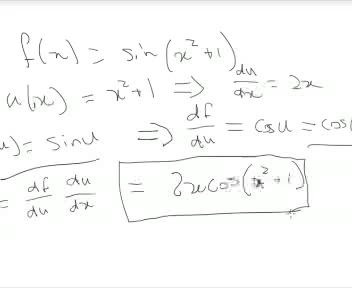 f(x) = sin(x²+1)
u(x) = x²+1 ⇒ du/dx = 2x
u) = sin u ⇒ df/du = cos u = cos(
= df/du du/dx = 2x cos(x²+1)